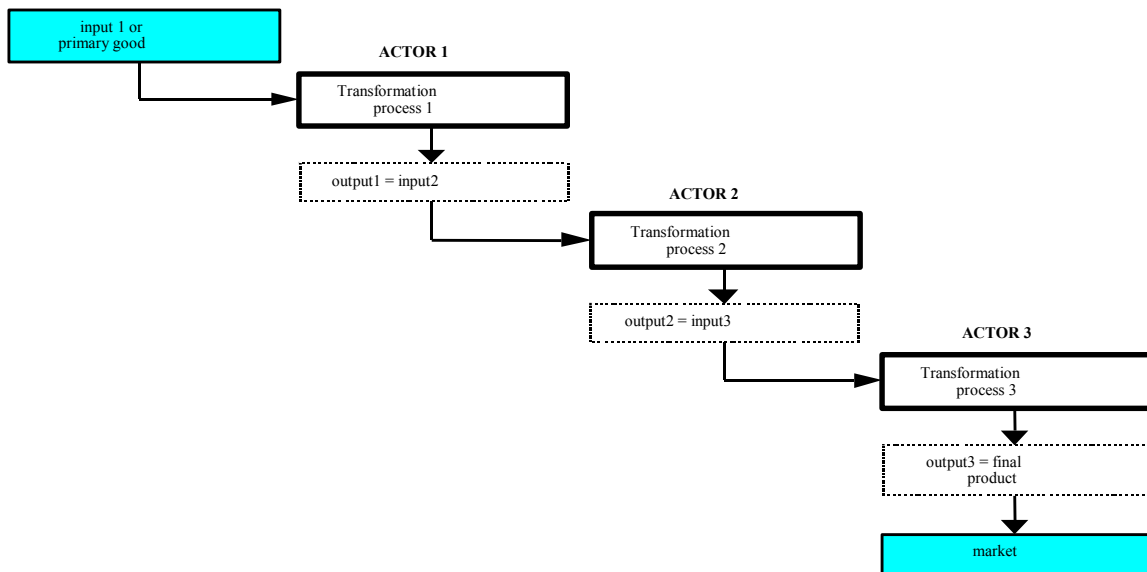 input 1 or
primary good
ACTOR 1
Transformation
process 1
output1 = input2
ACTOR 2
Transformation
process 2
output2 = input3
ACTOR 3
Transformation
process 3
output3 = final
product
market